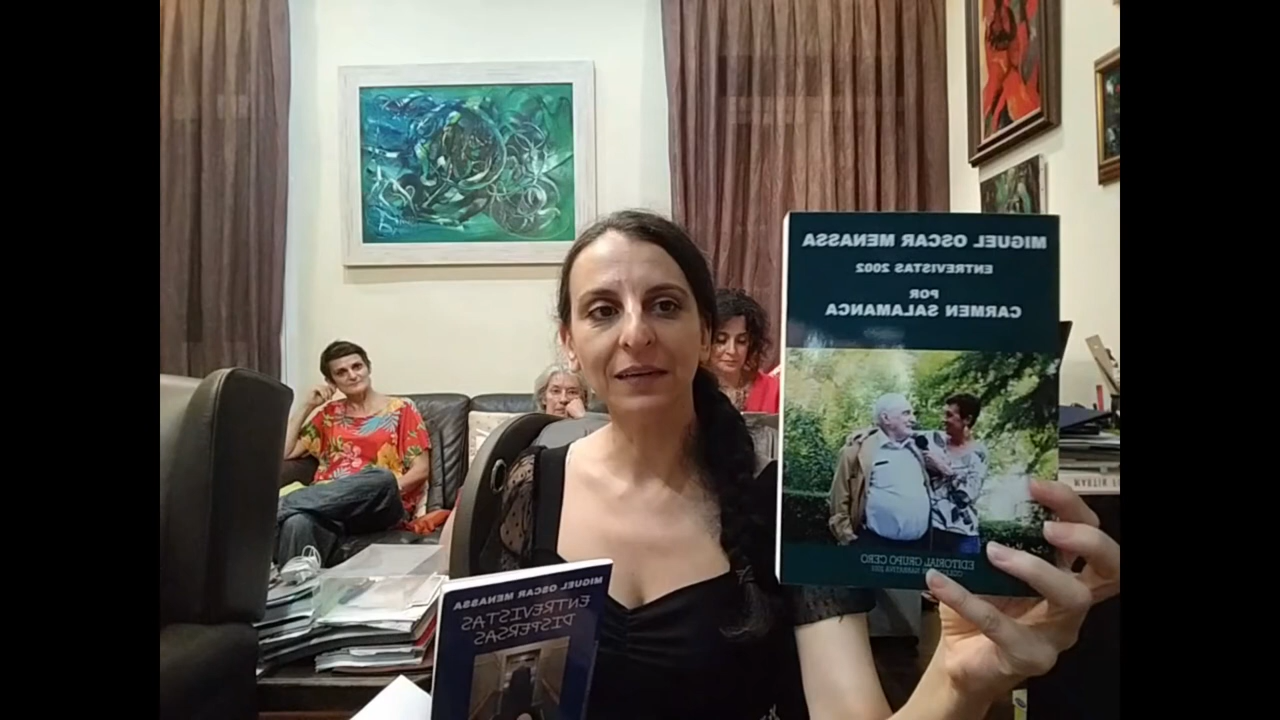 MIGUEL OSCAR MENASSA
ENTREVISTAS 2002
POR
CARMEN SALAMANCA
EDITORIAL GRUPO CERO
MIGUEL OSCAR MENASSA
ENTREVISTAS
DISPERSAS